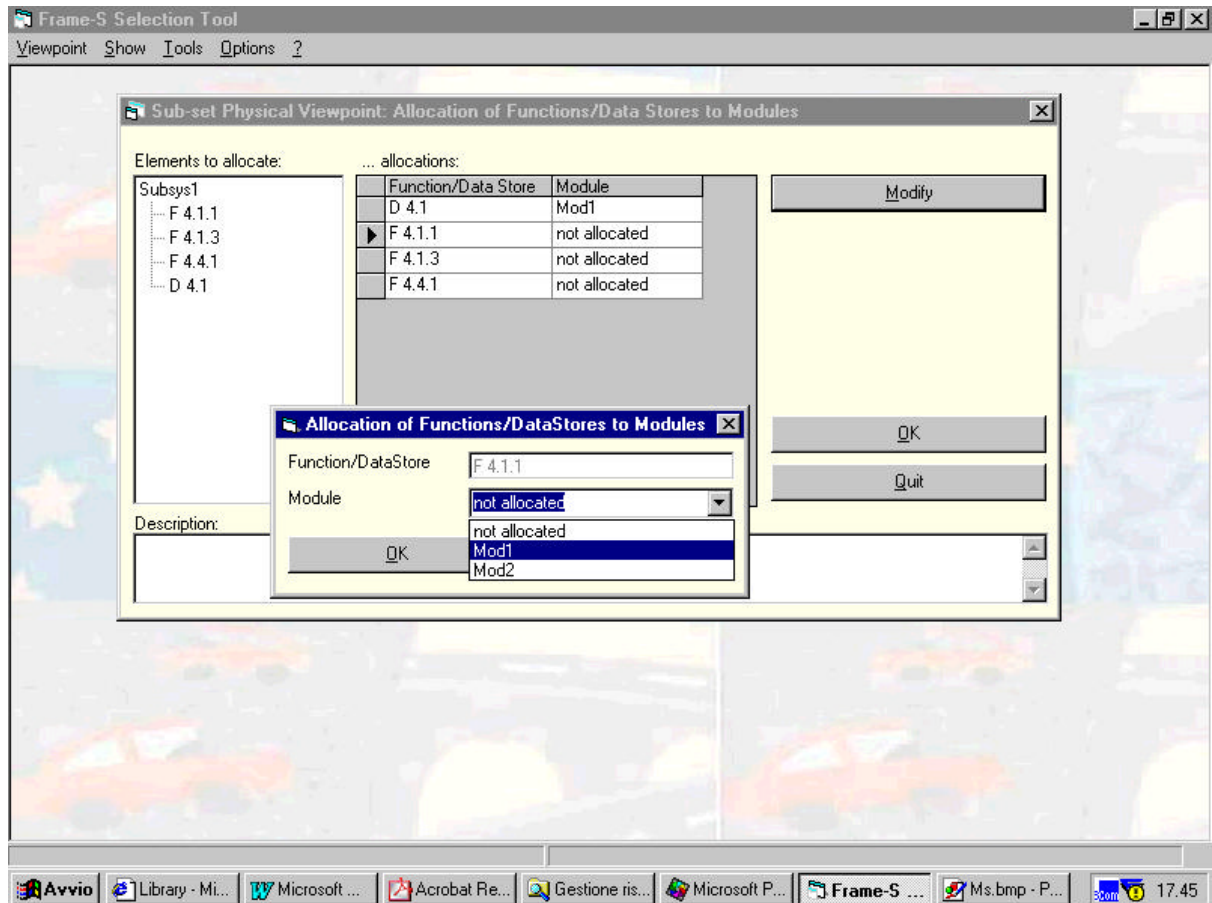 Frame-S Selection Tool
Viewpoint Show Tools Options ?
Sub-set Physical Viewpoint: Allocation of Functions/Data Stores to Modules
Elements to allocate:
Subsys1
F 4.1.1
F 4.1.3
F 4.4.1
D 4.1
... allocations:
Function/Data Store Module
D 4.1 Mod1
F 4.1.1 not allocated
F 4.1.3 not allocated
F 4.4.1 not allocated
Modify
OK
Quit
Description:
Allocation of Functions/DataStores to Modules
Function/DataStore F 4.1.1
Module not allocated
not allocated
Mod1
Mod2
OK
Avvio Library - Mi... Microsoft ... Acrobat Re... Gestione ris... Microsoft P... Frame-S ... Ms.bmp - P... 3Com 17.45